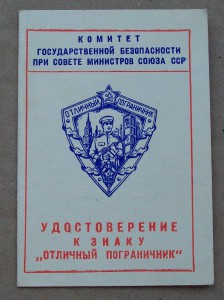 КОМИТЕТ
ГОСУДАРСТВЕННОЙ БЕЗОПАСНОСТИ
ПРИ СОВЕТЕ МИНИСТРОВ СОЮЗА ССР
ОТЛИЧНЫЙ ПОГРАНИЧНИК
УДОСТОВЕРЕНИЕ
К ЗНАКУ
„ОТЛИЧНЫЙ ПОГРАНИЧНИК"